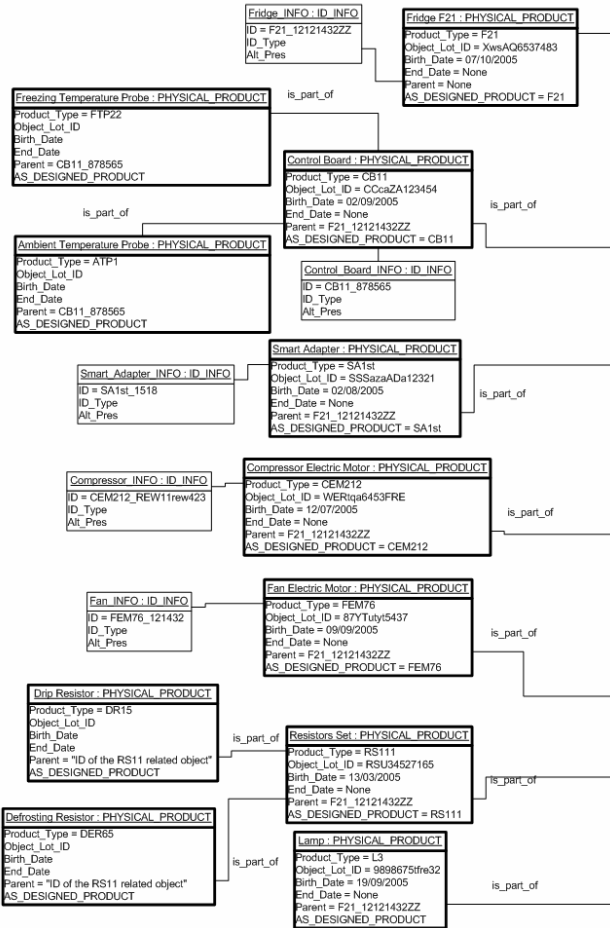 Fridge_INFO : ID_INFO
ID = F21_12121432ZZ
ID_Type
Alt_Pres
Fridge F21 : PHYSICAL_PRODUCT
Product_Type = F21
Object_Lot_ID = XwsAQ6537483
Birth_Date = 07/10/2005
End_Date = None
Parent = None
AS_DESIGNED_PRODUCT = F21
is_part_of
Freezing Temperature Probe : PHYSICAL_PRODUCT
Product_Type = FTP22
Object_Lot_ID
Birth_Date
End_Date
Parent = CB11_878565
AS_DESIGNED_PRODUCT
Control Board : PHYSICAL_PRODUCT
Product_Type = CB11
Object_Lot_ID = CCcaZA123454
Birth_Date = 02/09/2005
End_Date = None
Parent = F21_12121432ZZ
AS_DESIGNED_PRODUCT = CB11
is_part_of
is_part_of
Ambient Temperature Probe : PHYSICAL_PRODUCT
Product_Type = ATP1
Object_Lot_ID
Birth_Date
End_Date
Parent = CB11_878565
AS_DESIGNED_PRODUCT
Control_Board_INFO : ID_INFO
ID = CB11_878565
ID_Type
Alt_Pres
Smart_Adapter_INFO : ID_INFO
ID = SA1st_1518
ID_Type
Alt_Pres
Smart Adapter : PHYSICAL_PRODUCT
Product_Type = SA1st
Object_Lot_ID = SSSazaADa12321
Birth_Date = 02/08/2005
End_Date = None
Parent = F21_12121432ZZ
AS_DESIGNED_PRODUCT = SA1st
is_part_of
Compressor_INFO : ID_INFO
ID = CEM212_REW11rew423
ID_Type
Alt_Pres
Compressor Electric Motor : PHYSICAL_PRODUCT
Product_Type = CEM212
Object_Lot_ID = WERtqa6453FRE
Birth_Date = 12/07/2005
End_Date = None
Parent = F21_12121432ZZ
AS_DESIGNED_PRODUCT = CEM212
is_part_of
Fan_INFO : ID_INFO
ID = FEM76_121432
ID_Type
Alt_Pres
Fan Electric Motor : PHYSICAL_PRODUCT
Product_Type = FEM76
Object_Lot_ID = 87YTutyt5437
Birth_Date = 09/09/2005
End_Date = None
Parent = F21_12121432ZZ
AS_DESIGNED_PRODUCT = FEM76
is_part_of
Drip Resistor : PHYSICAL_PRODUCT
Product_Type = DR15
Object_Lot_ID
Birth_Date
End_Date
Parent = "ID of the RS11 related object"
AS_DESIGNED_PRODUCT
is_part_of
Resistors Set : PHYSICAL_PRODUCT
Product_Type = RS111
Object_Lot_ID = RSU34527165
Birth_Date = 13/03/2005
End_Date = None
Parent = F21_12121432ZZ
AS_DESIGNED_PRODUCT = RS111
is_part_of
Defrosting Resistor : PHYSICAL_PRODUCT
Product_Type = DER65
Object_Lot_ID
Birth_Date
End_Date
Parent = "ID of the RS11 related object"
AS_DESIGNED_PRODUCT
is_part_of
Lamp : PHYSICAL_PRODUCT
Product_Type = L3
Object_Lot_ID = 9898675tfre32
Birth_Date = 19/09/2005
End_Date = None
Parent = F21_12121432ZZ
AS_DESIGNED_PRODUCT
is_part_of